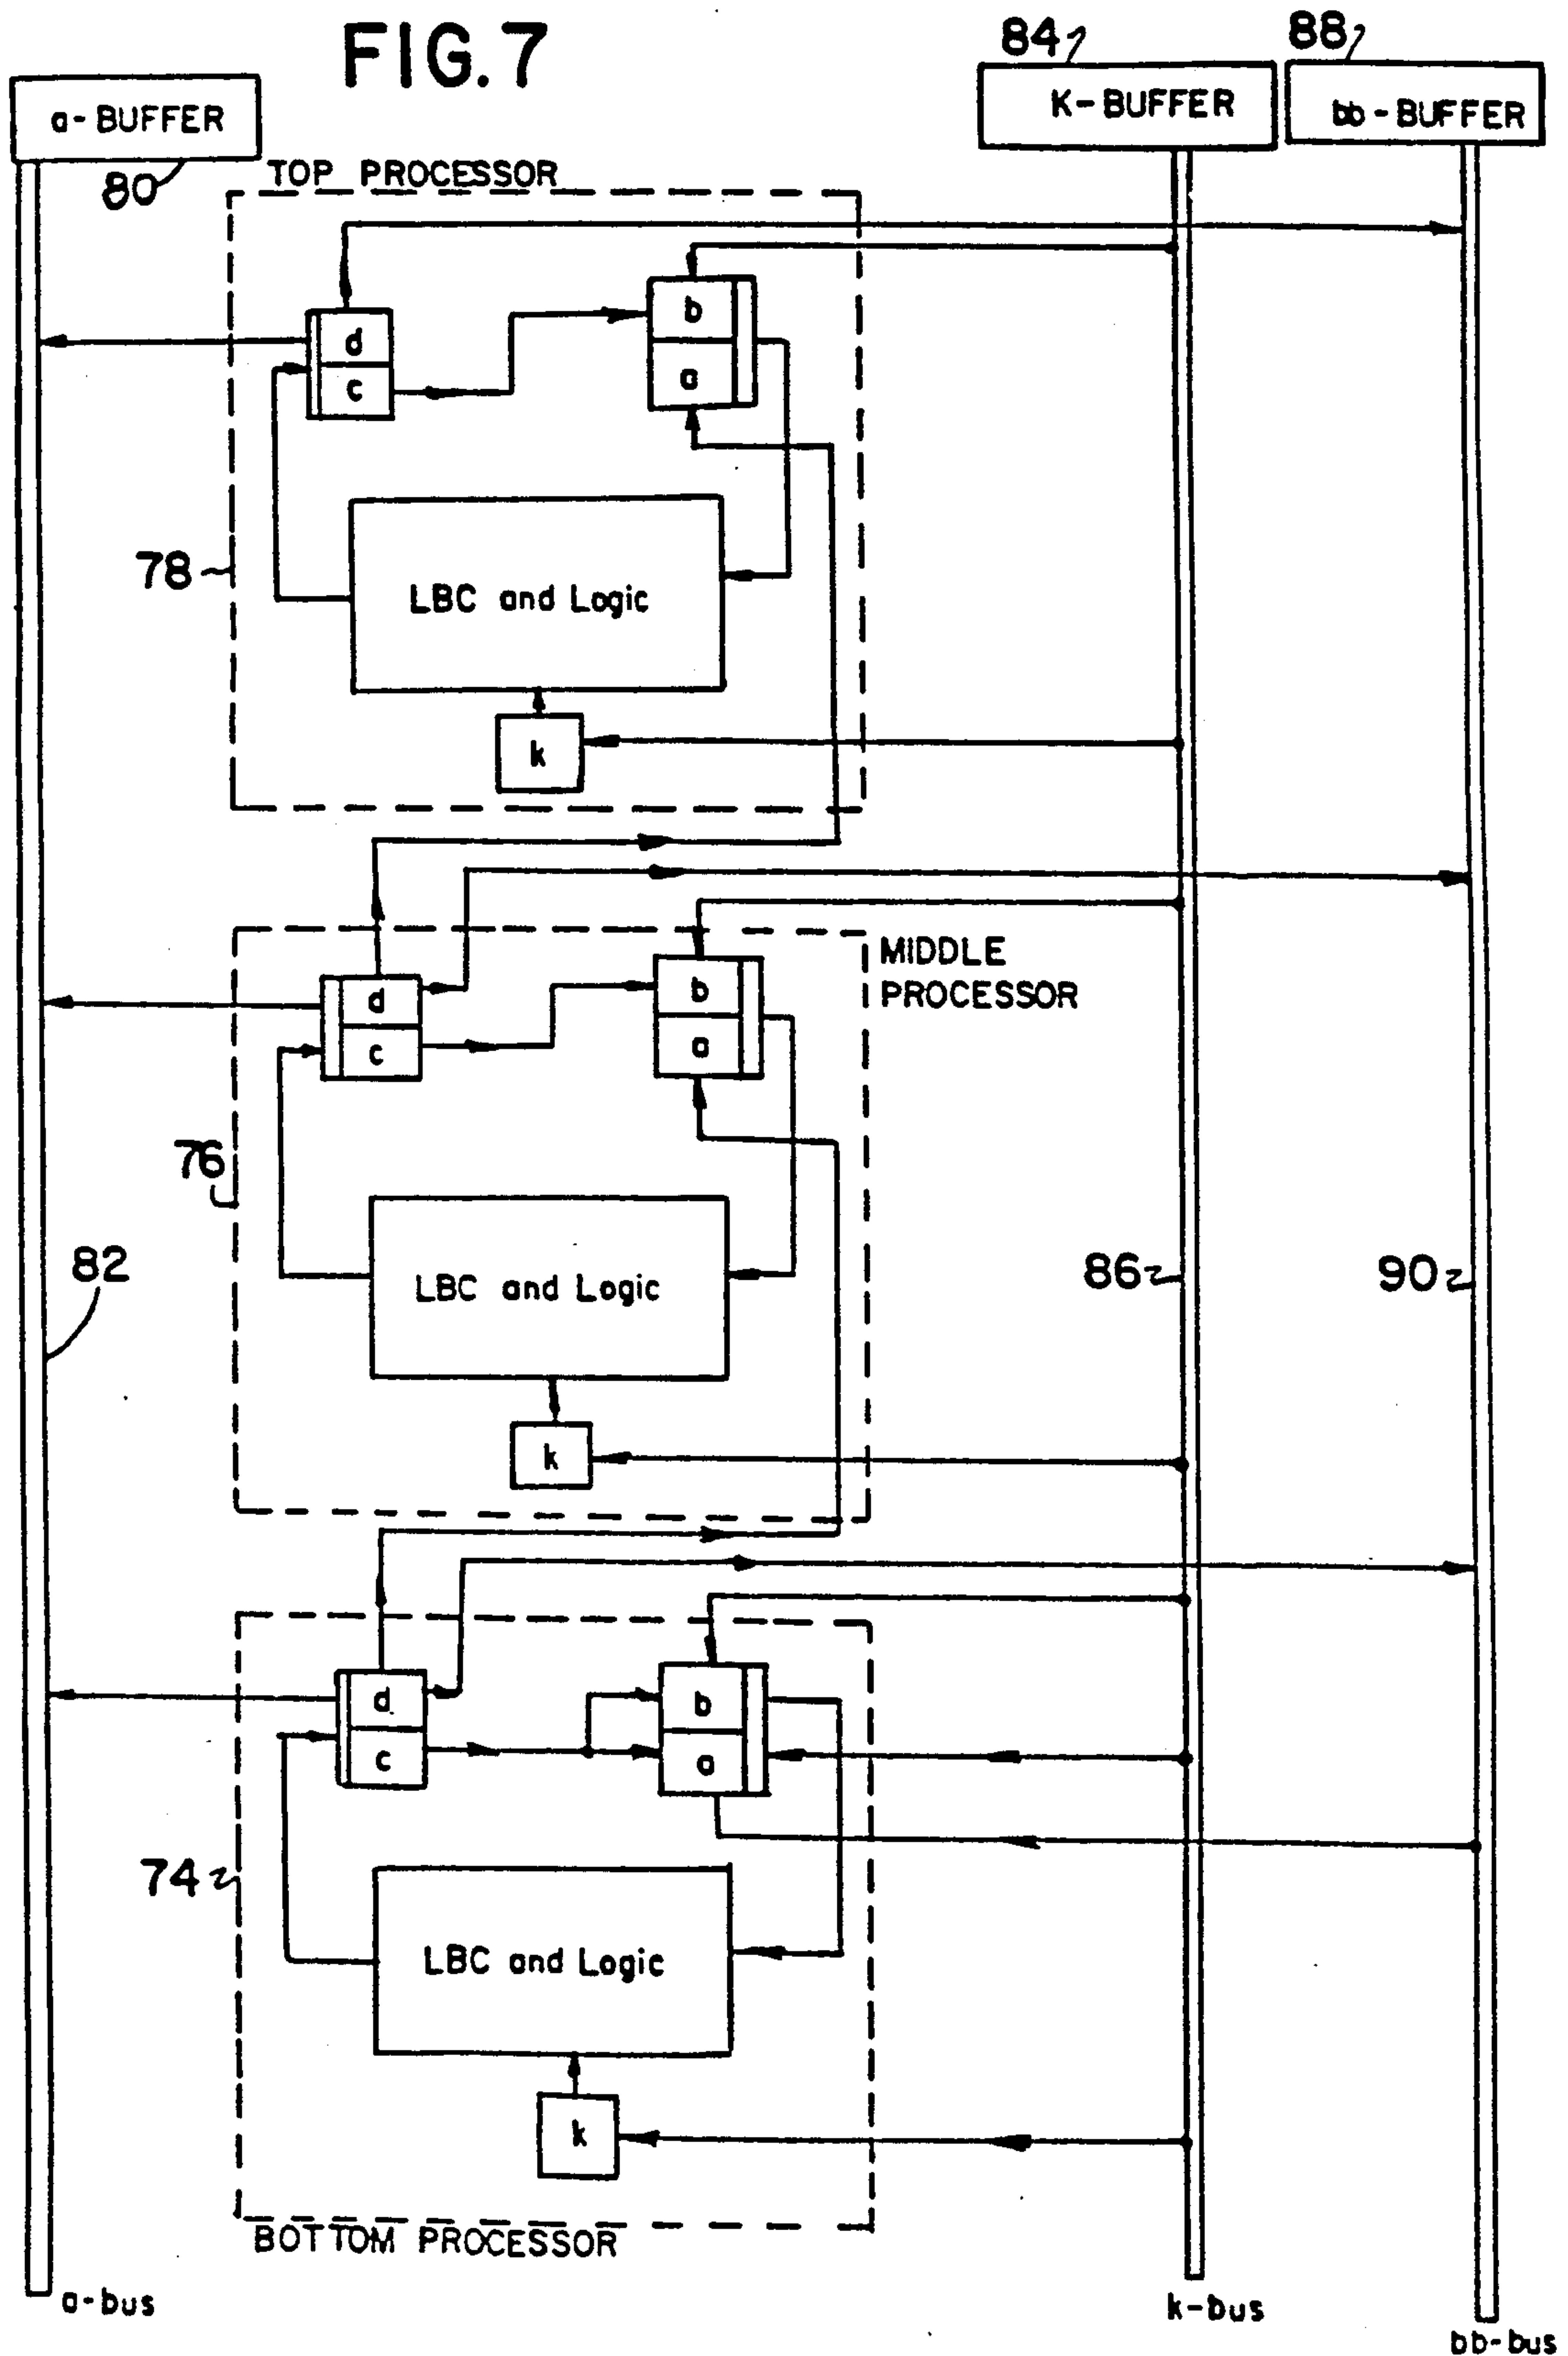 FIG. 7
84
88
a-BUFFER
K-BUFFER
bb-BUFFER
80
TOP PROCESSOR
d
c
b
a
78
LBC and Logic
k
MIDDLE
PROCESSOR
d
c
b
a
76
82
LBC and Logic
86
90
k
d
c
b
a
74
LBC and Logic
k
BOTTOM PROCESSOR
a-bus
k-bus
bb-bus